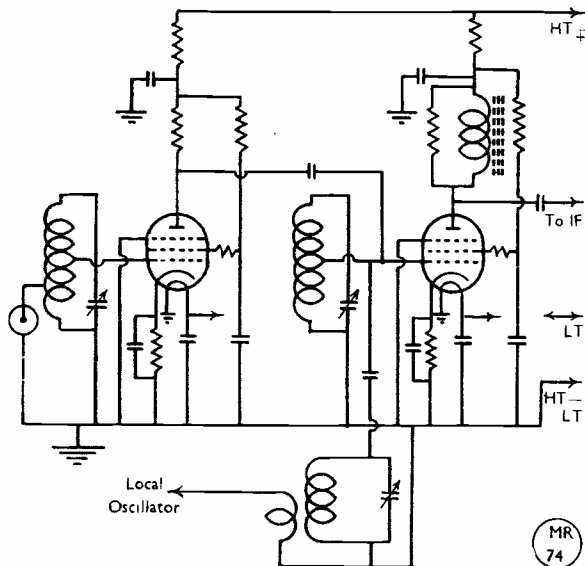 HT +
To IF
LT
HT −
LT
Local
Oscillator
MR
74